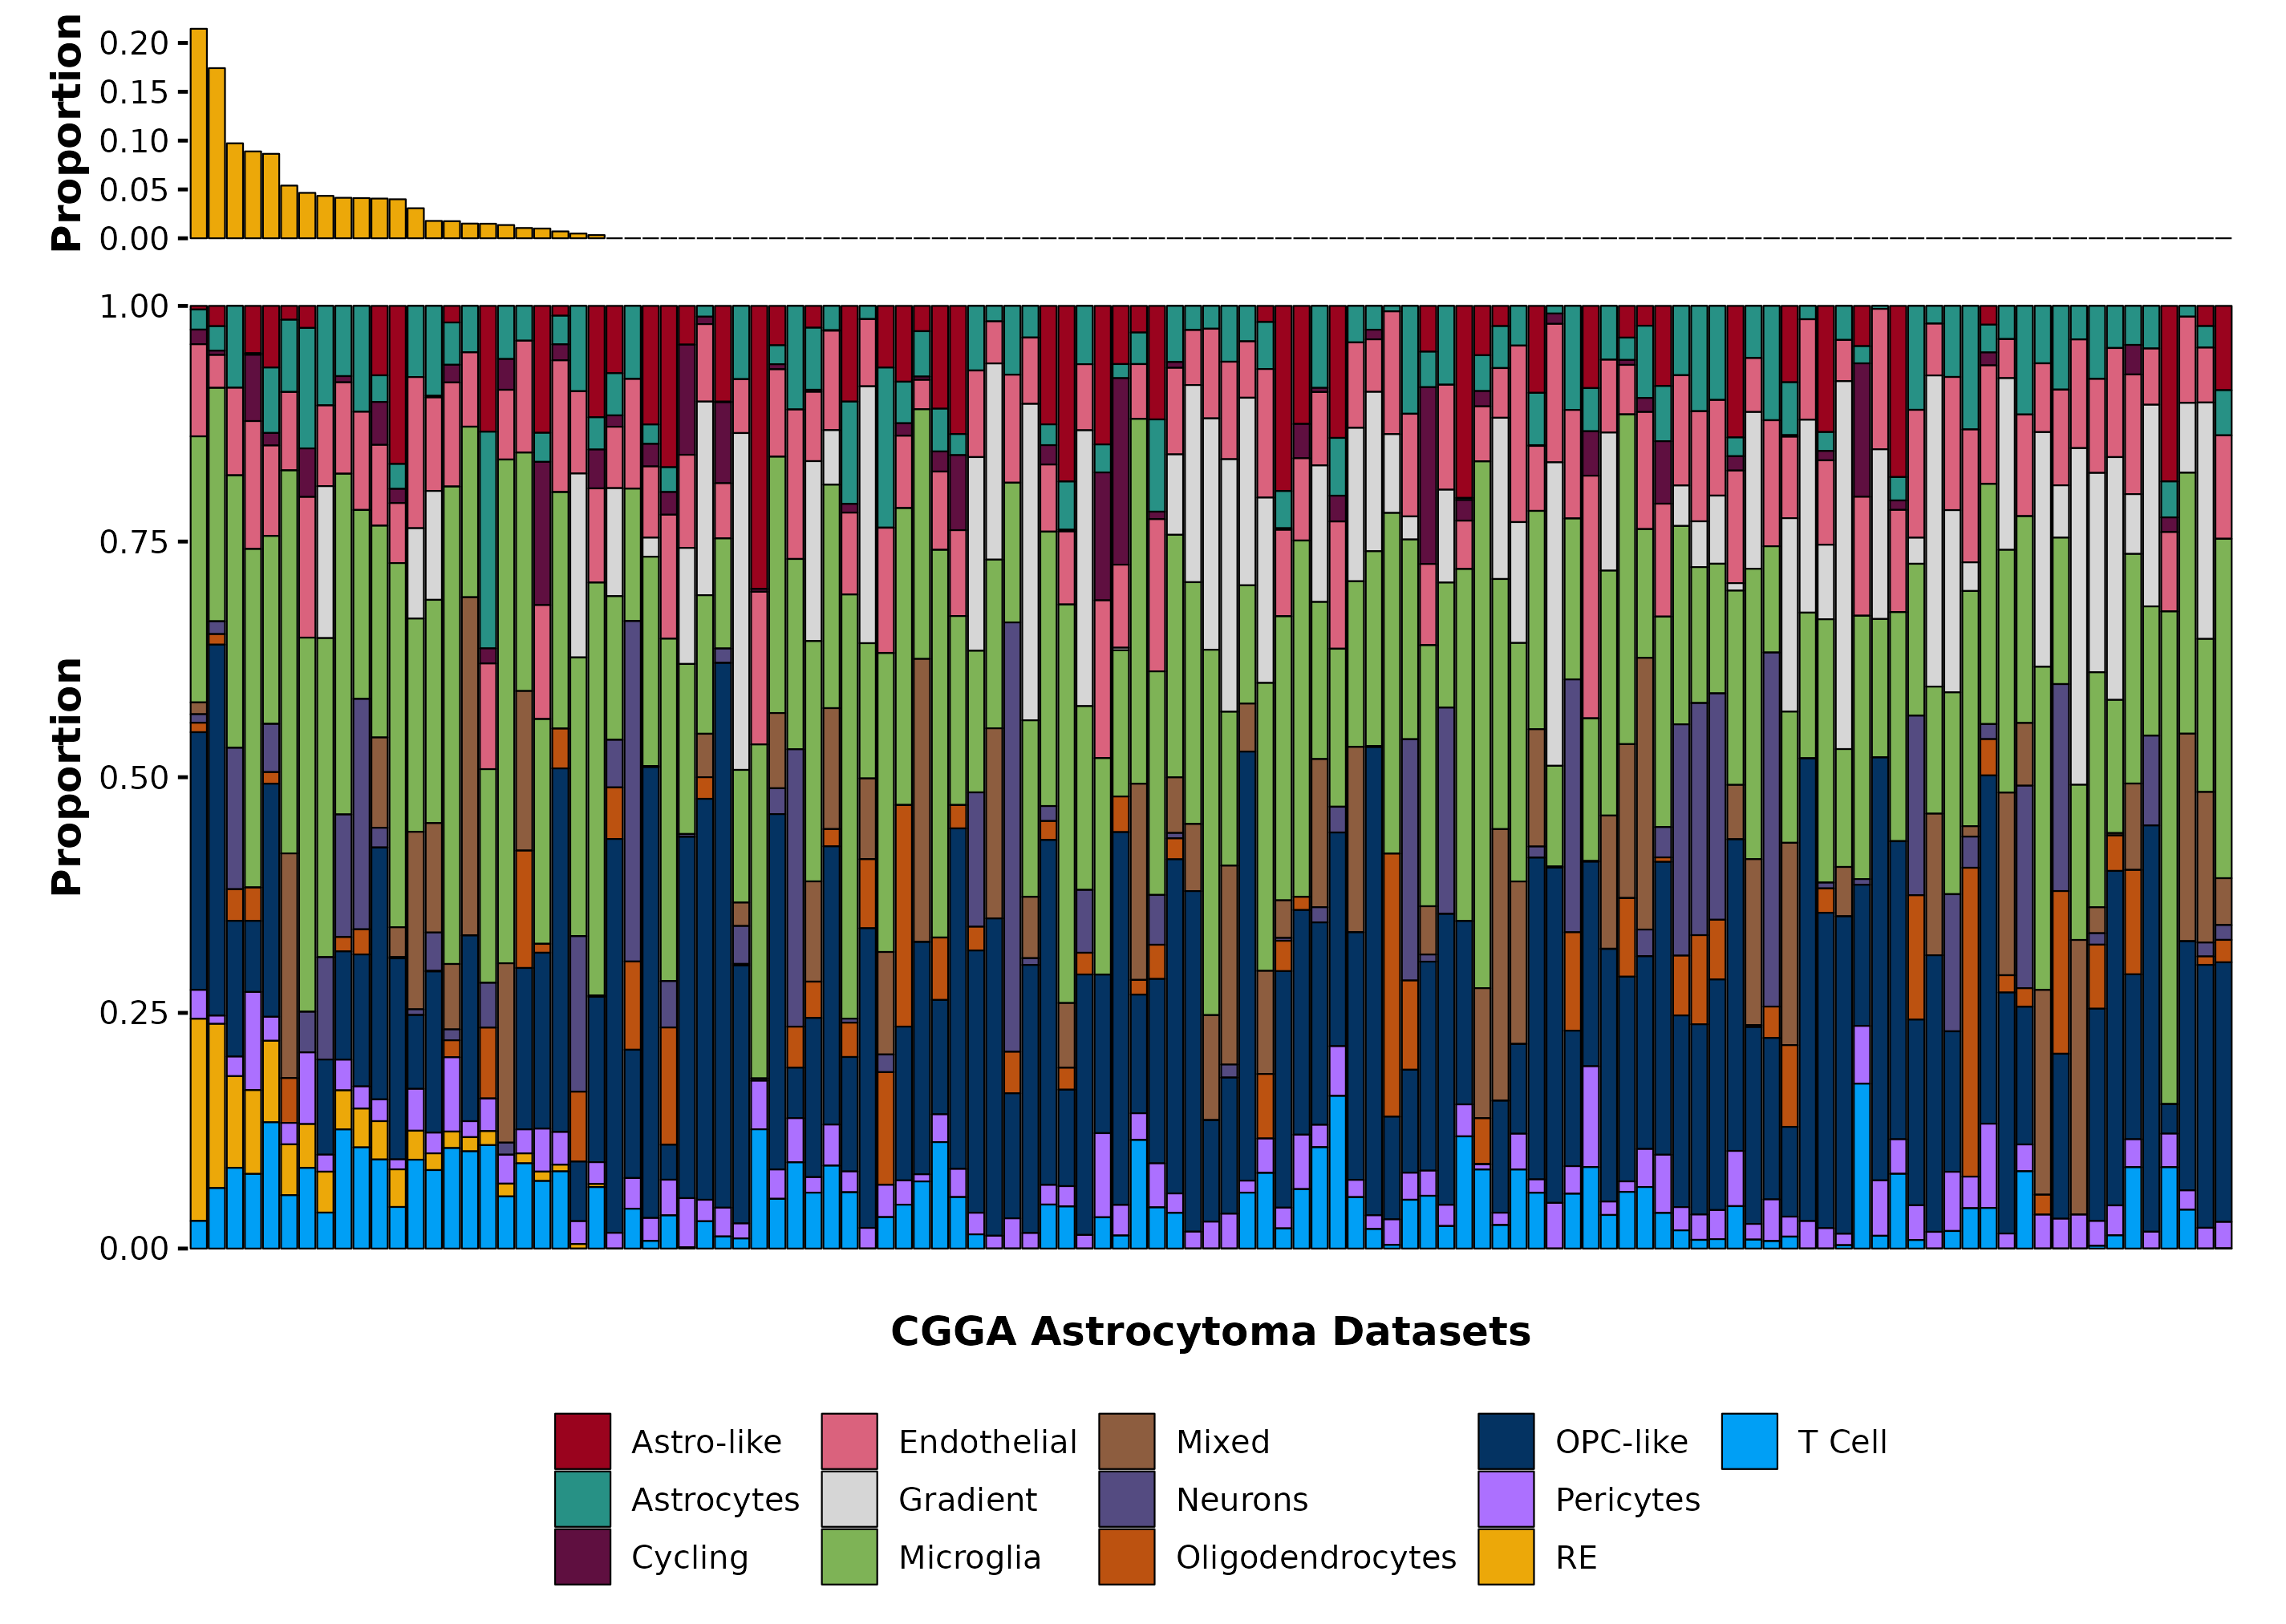 Proportion
0.20
0.15
0.10
0.05
0.00
Proportion
1.00
0.75
0.50
0.25
0.00
CGGA Astrocytoma Datasets
Astro-like
Endothelial
Mixed
OPC-like
T Cell
Astrocytes
Gradient
Neurons
Pericytes
Cycling
Microglia
Oligodendrocytes
RE